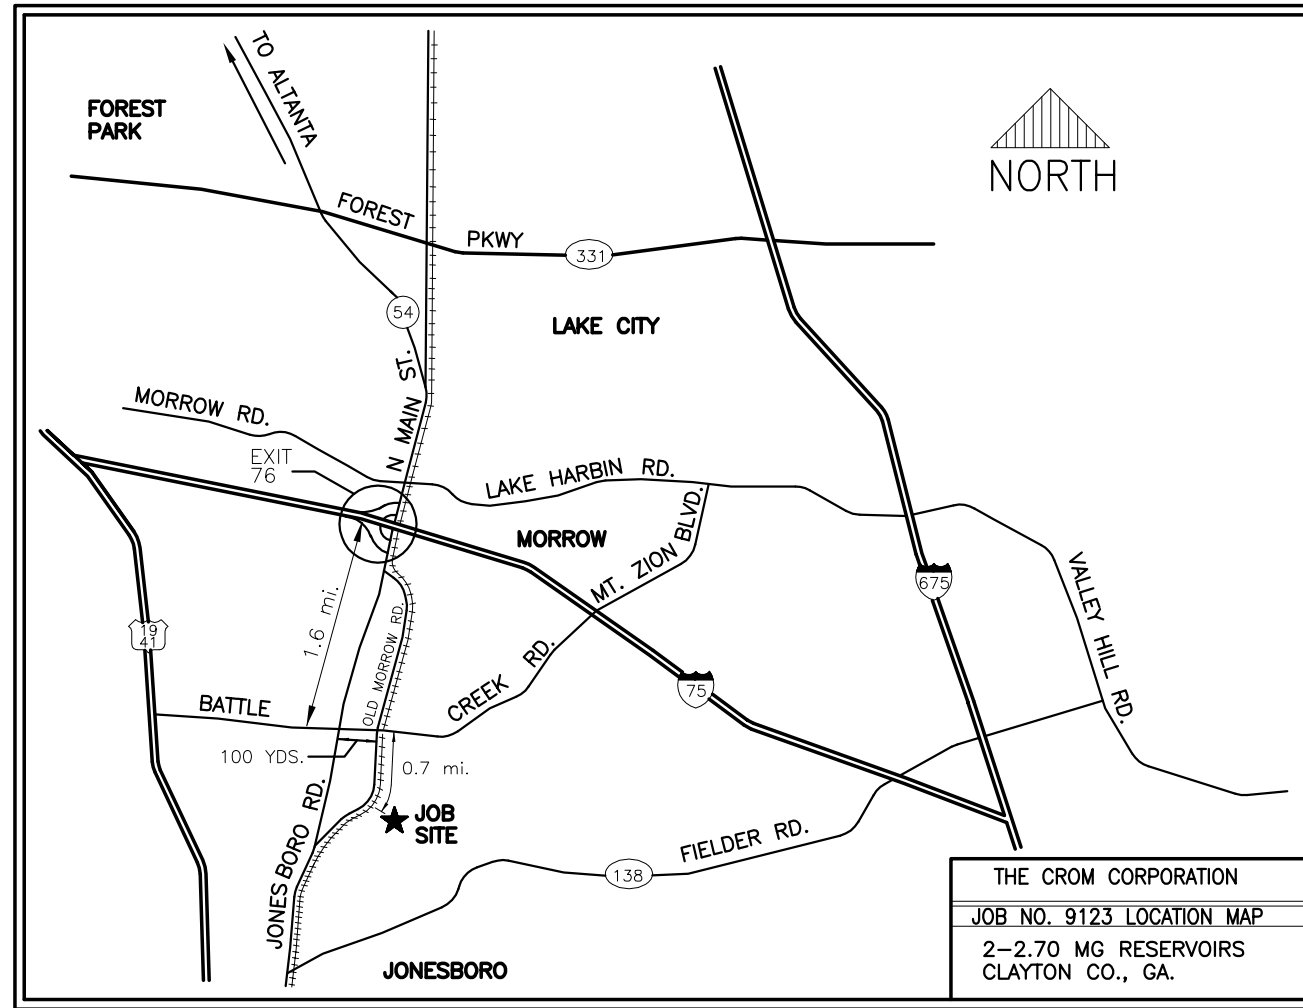 TO ALTANTA
FOREST
PARK
NORTH
FOREST
PKWY
331
54
LAKE CITY
N MAIN ST.
MORROW RD.
EXIT
76
LAKE HARBIN RD.
MORROW
MT. ZION BLVD.
675
VALLEY HILL RD.
19
41
1.6 mi.
OLD MORROW RD.
BATTLE
CREEK RD.
75
100 YDS.
0.7 mi.
JOB
SITE
JONESBORO RD.
FIELDER RD.
138
JONESBORO
THE CROM CORPORATION
JOB NO. 9123 LOCATION MAP
2-2.70 MG RESERVOIRS
CLAYTON CO., GA.